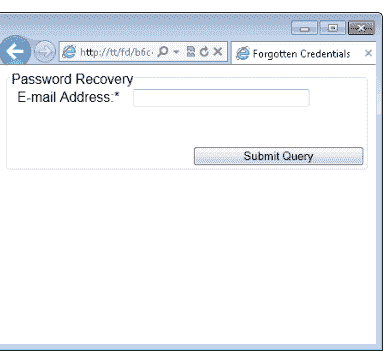 http://tt/fd/b6c
Forgotten Credentials
Password Recovery
E-mail Address:*
Submit Query